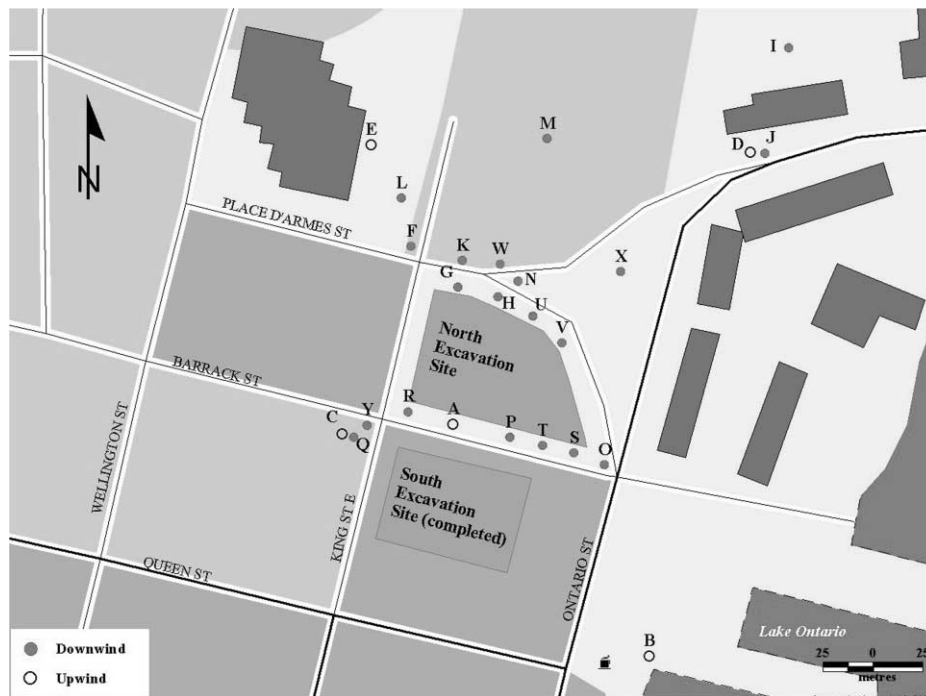 I
M
E
D
J
L
PLACE D'ARMES ST
F
K
W
X
G
N
H
U
V
North
Excavation
Site
BARRACK ST
R
A
Y
C
Q
P
T
S
O
WELLINGTON ST
KING ST E
South
Excavation
Site (completed)
ONTARIO ST
QUEEN ST
B
Lake Ontario
Downwind
Upwind
25 0 25
metres
N